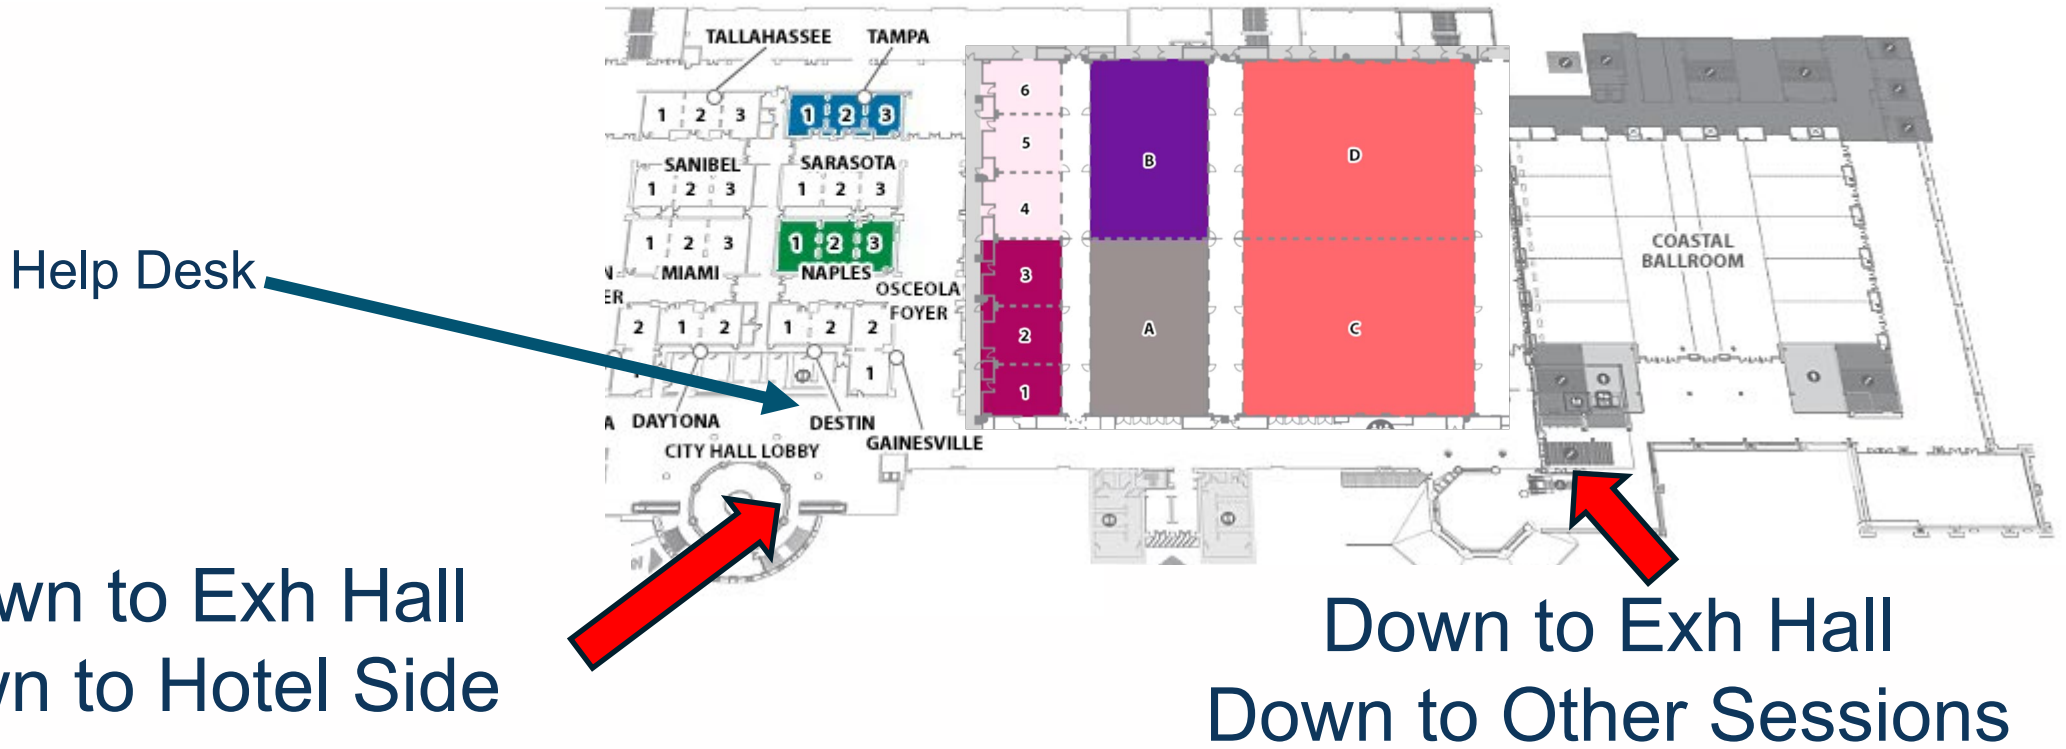 TALLAHASSEE TAMPA
1 2 3 1 2 3
SANIBEL SARASOTA
1 2 3 1 2 3
1 2 3 1 2 3
MIAMI NAPLES
OSCEOLA
FOYER
2 1 2 1 2 2
1
DAYTONA DESTIN
GAINESVILLE
CITY HALL LOBBY
6
5
4
3
2
1
B
A
D
C
COASTAL
BALLROOM
Help Desk
wn to Exh Hall
wn to Hotel Side
Down to Exh Hall
Down to Other Sessions